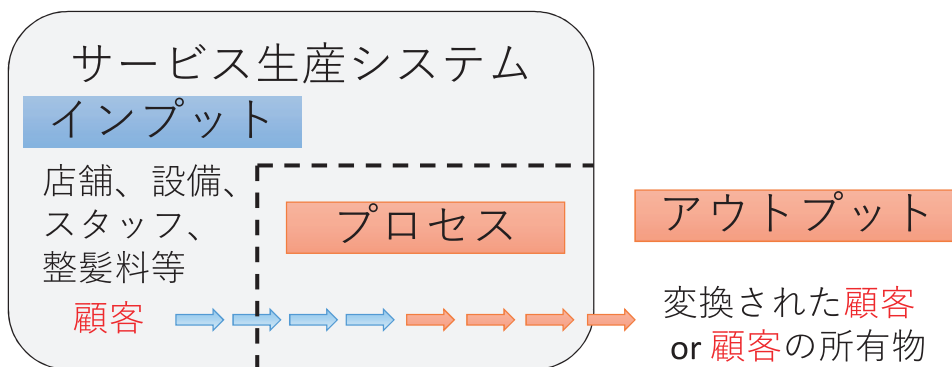 サービス生産システム
インプット
店舗、設備、
スタッフ、
整髪料等
顧客
プロセス
アウトプット
変換された顧客
or 顧客の所有物